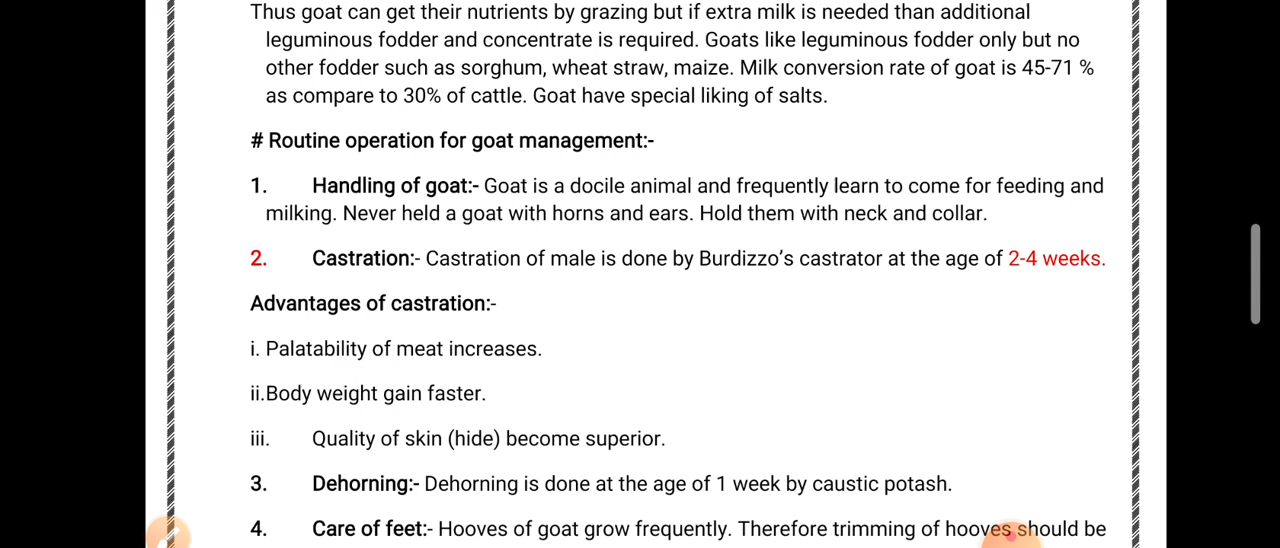 Thus goat can get their nutrients by grazing but if extra milk is needed than additional
leguminous fodder and concentrate is required. Goats like leguminous fodder only but no
other fodder such as sorghum, wheat straw, maize. Milk conversion rate of goat is 45-71 %
as compare to 30% of cattle. Goat have special liking of salts.
# Routine operation for goat management:-
1. Handling of goat:- Goat is a docile animal and frequently learn to come for feeding and
milking. Never held a goat with horns and ears. Hold them with neck and collar.
2. Castration:- Castration of male is done by Burdizzo’s castrator at the age of 2-4 weeks.
Advantages of castration:-
i. Palatability of meat increases.
ii.Body weight gain faster.
iii. Quality of skin (hide) become superior.
3. Dehorning:- Dehorning is done at the age of 1 week by caustic potash.
4. Care of feet:- Hooves of goat grow frequently. Therefore trimming of hooves should be